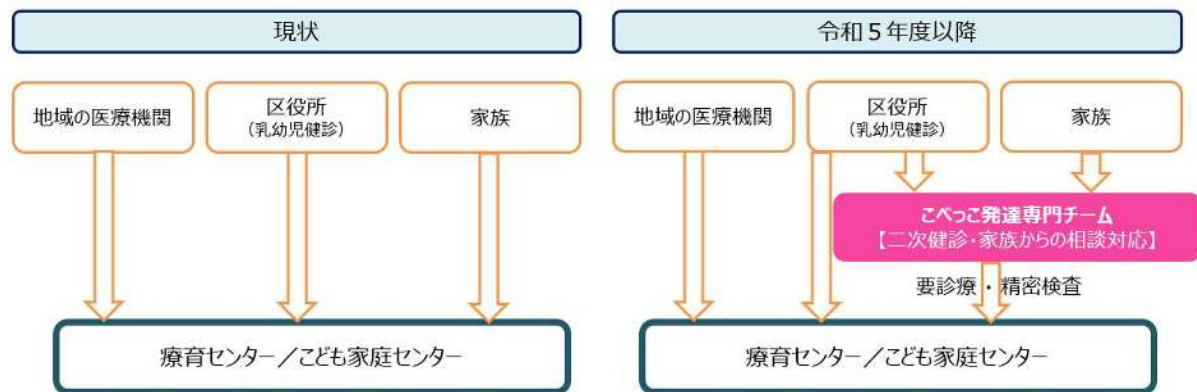 現状
地域の医療機関
区役所
(乳幼児健診)
家族
療育センター／こども家庭センター
令和５年度以降
地域の医療機関
区役所
(乳幼児健診)
家族
こべっこ発達専門チーム
【二次健診・家族からの相談対応】
要診療・精密検査
療育センター／こども家庭センター